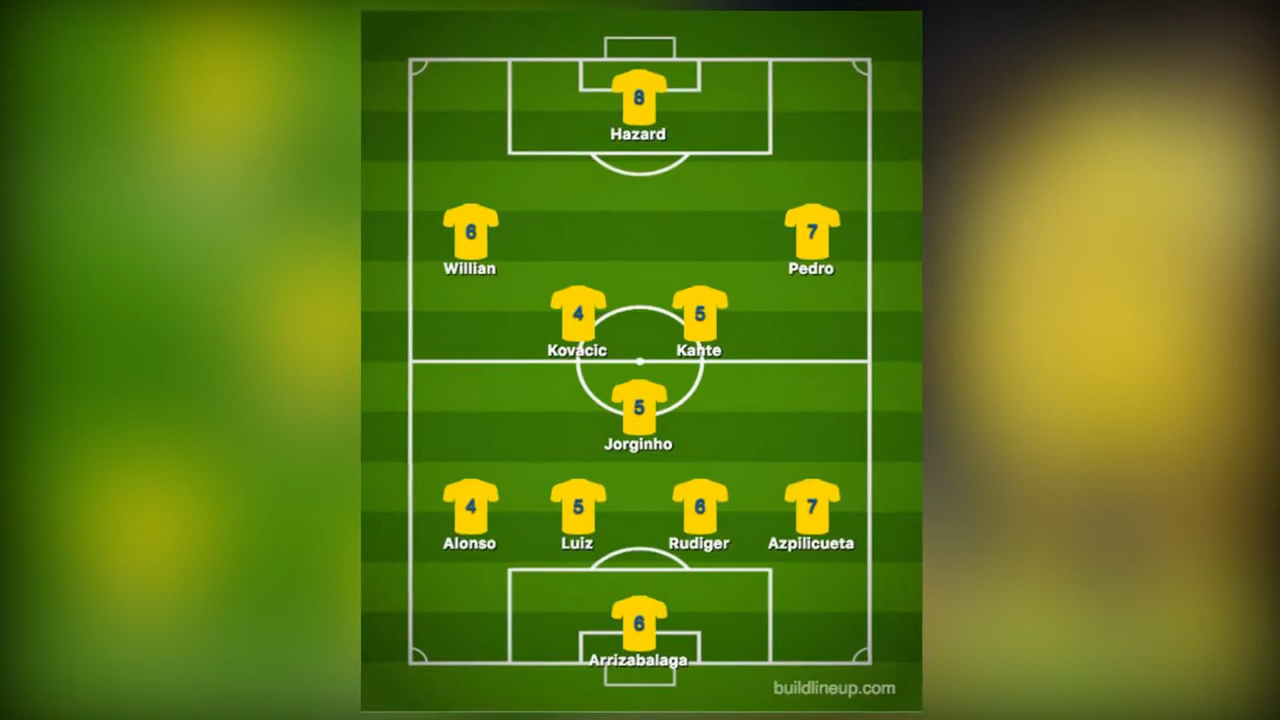 8
Hazard
6
Willian
7
Pedro
4
Kovacic
5
Kante
5
Jorginho
4
Alonso
5
Luiz
6
Rudiger
7
Azpilicueta
6
Arrizabalaga
buildlineup.com